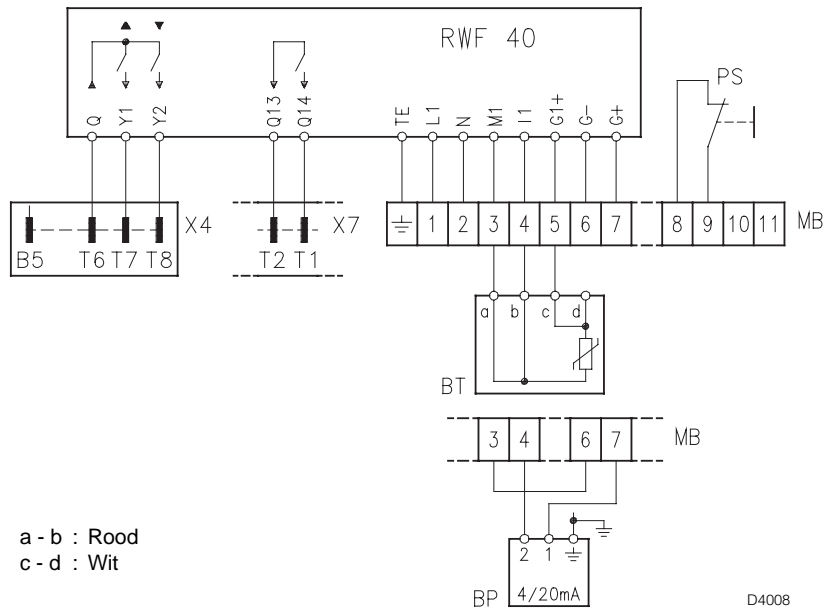 RWF 40
PS
Q Y1 Y2 Q13 Q14 TE L1 N M1 I1 G1+ G- G+
X4 X7 1 2 3 4 5 6 7 8 9 10 11 MB
B5 T6 T7 T8 T2 T1
a b c d
BT
3 4 6 7 MB
a - b : Rood
c - d : Wit
2 1
BP 4/20mA
D4008